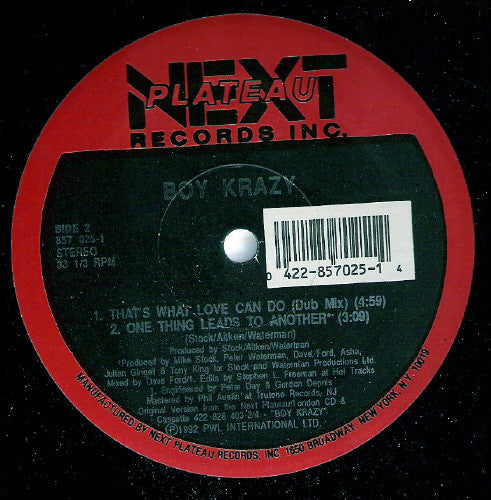 NEXT
PLATEAU
RECORDS INC.
BOY KRAZY
SIDE 2
857 025-1
STEREO
33 1/3 RPM
0 422-857025-1 4
1. THAT'S WHAT LOVE CAN DO (Dub Mix) (4:59)
2. ONE THING LEADS TO ANOTHER* (3:09)
(Stock/Aitken/Waterman)
Produced by Stock/Aitken/Waterman
*Produced by Mike Stock, Peter Waterman, Dave Ford, Asha,
Julian Gingell & Tony King for Stock and Waterman Productions Ltd.
Mixed by Dave Ford*. Edits by Stephen L. Freeman at Hot Tracks
Engineered by Peter Day & Gordon Dennis
Mastered by Phil Austin at Trutone Records, NJ
Original Version from the Next Plateau/London CD &
Cassette 422-828 403-2/4 - "BOY KRAZY"
℗1992 PWL INTERNATIONAL LTD.
MANUFACTURED BY NEXT PLATEAU RECORDS, INC. 1650 BROADWAY, NEW YORK, N.Y. 10019